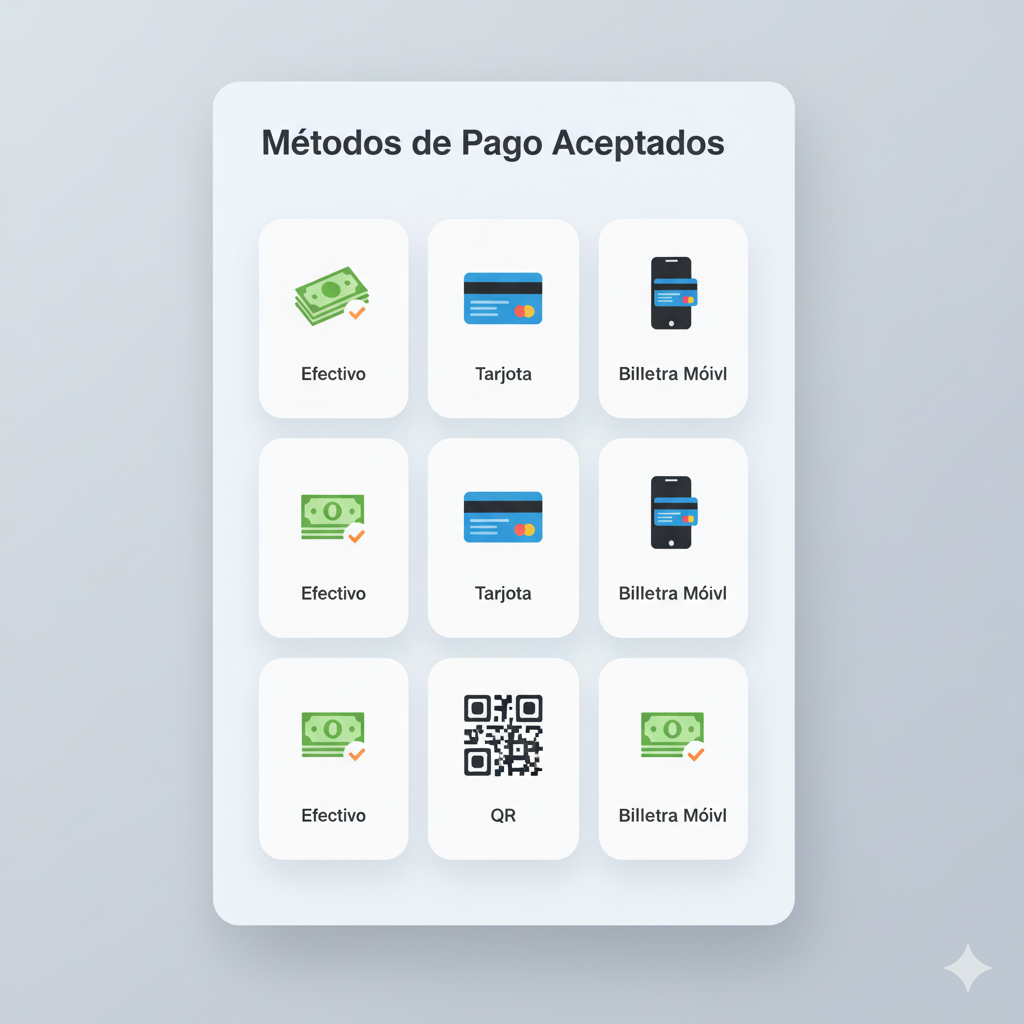 Métodos de Pago Aceptados
Efectivo
Tarjota
Billetra Móivl
Efectivo
Tarjota
Billetra Móivl
Efectivo
QR
Billetra Móivl